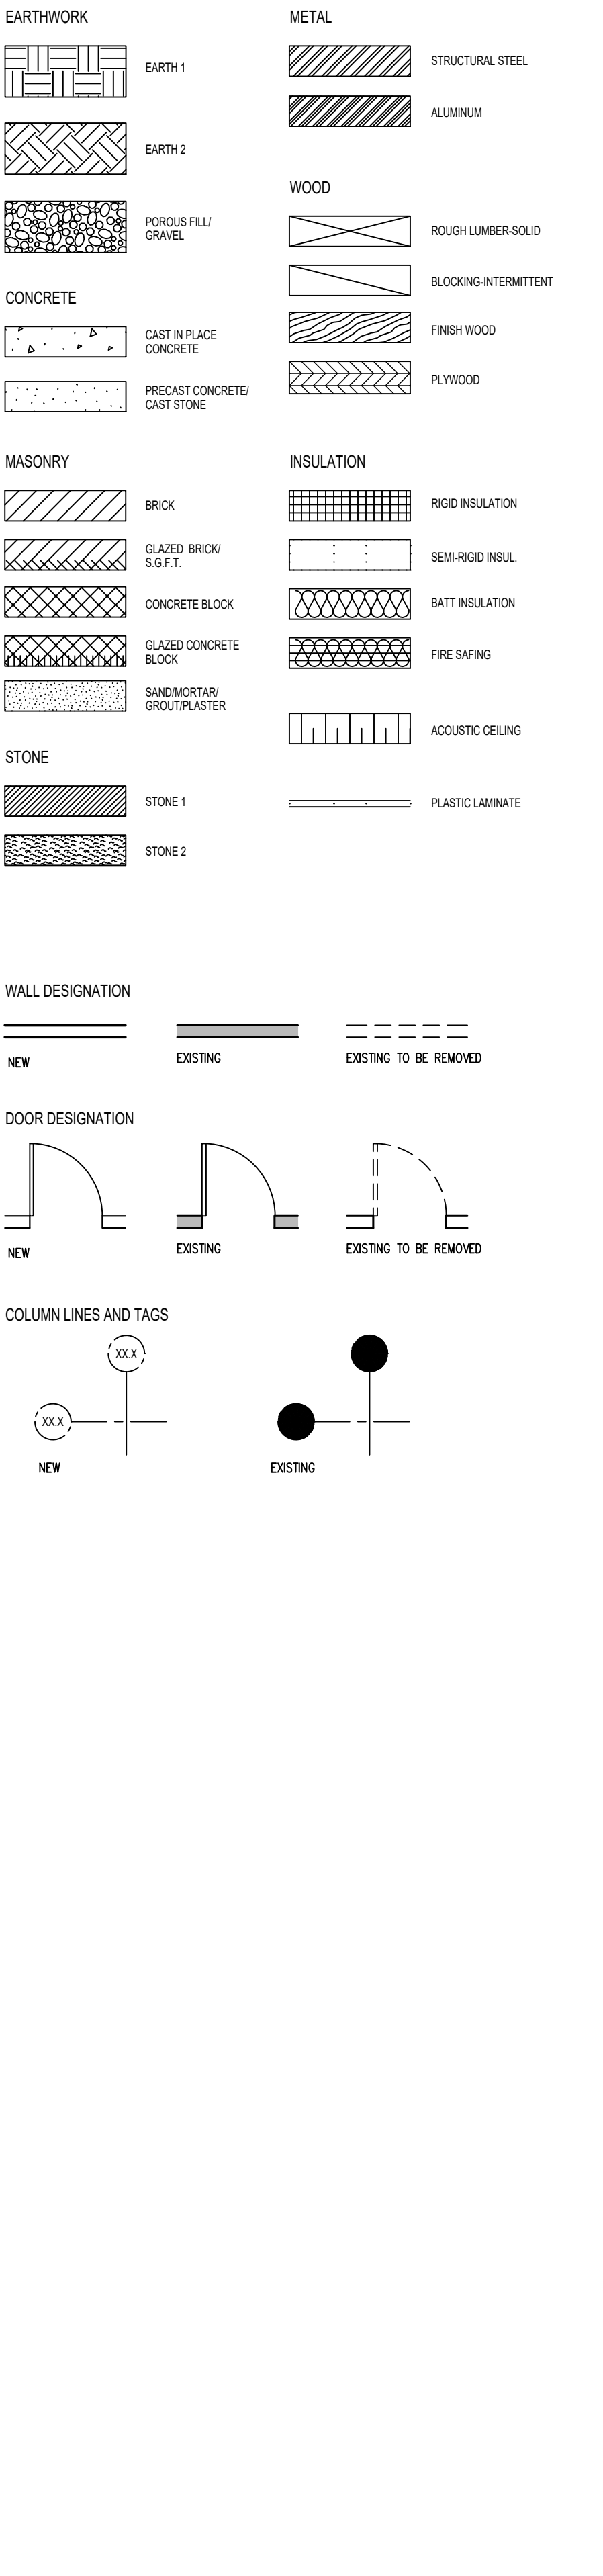 EARTHWORK
EARTH 1
EARTH 2
POROUS FILL/
GRAVEL
CONCRETE
CAST IN PLACE
CONCRETE
PRECAST CONCRETE/
CAST STONE
MASONRY
BRICK
GLAZED BRICK/
S.G.F.T.
CONCRETE BLOCK
GLAZED CONCRETE
BLOCK
SAND/MORTAR/
GROUT/PLASTER
STONE
STONE 1
STONE 2
METAL
STRUCTURAL STEEL
ALUMINUM
WOOD
ROUGH LUMBER-SOLID
BLOCKING-INTERMITTENT
FINISH WOOD
PLYWOOD
INSULATION
RIGID INSULATION
SEMI-RIGID INSUL.
BATT INSULATION
FIRE SAFING
ACOUSTIC CEILING
PLASTIC LAMINATE
WALL DESIGNATION
NEW
EXISTING
EXISTING TO BE REMOVED
DOOR DESIGNATION
NEW
EXISTING
EXISTING TO BE REMOVED
COLUMN LINES AND TAGS
XX.X
XX.X
NEW
EXISTING